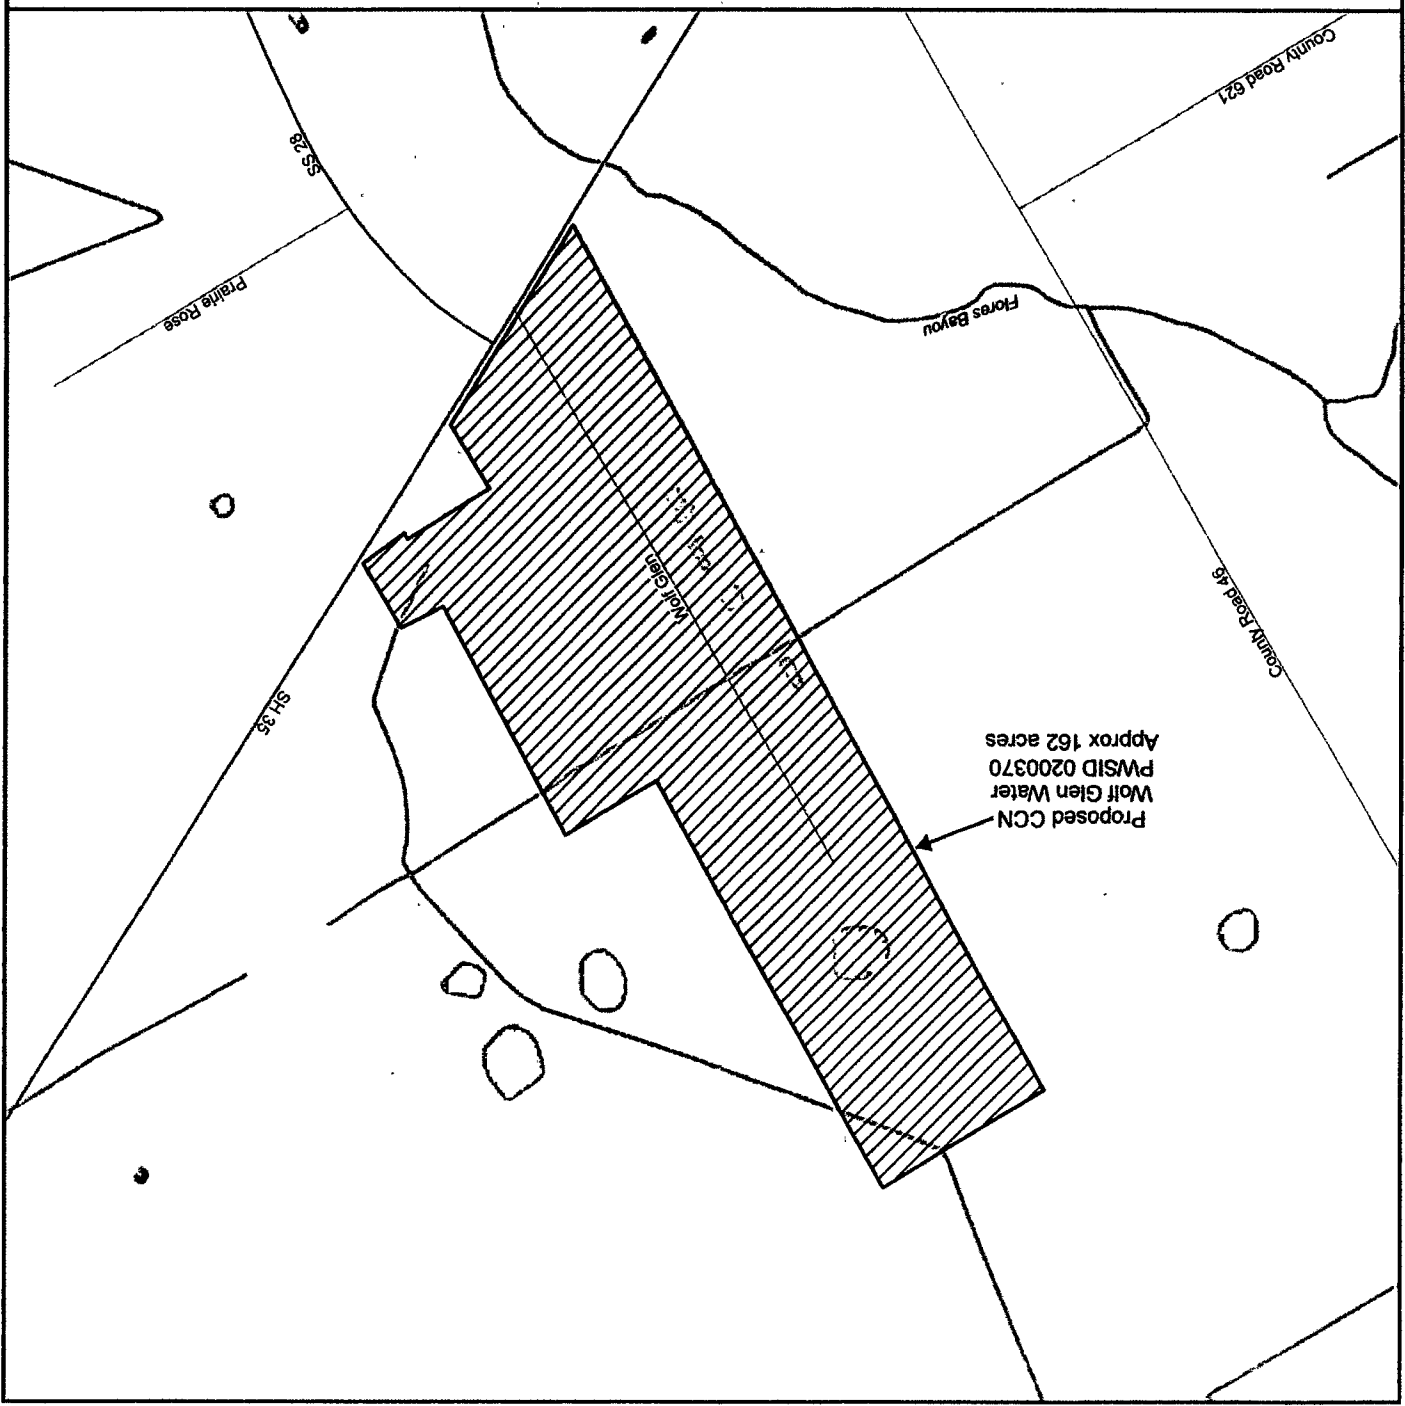 Proposed CCN
Wolf Glen Water
PWSID 0200370
Approx 162 acres
County Road 46
SH 35
Wolf Glen
Flores Bayou
Prairie Rose
SS 28
County Road 621